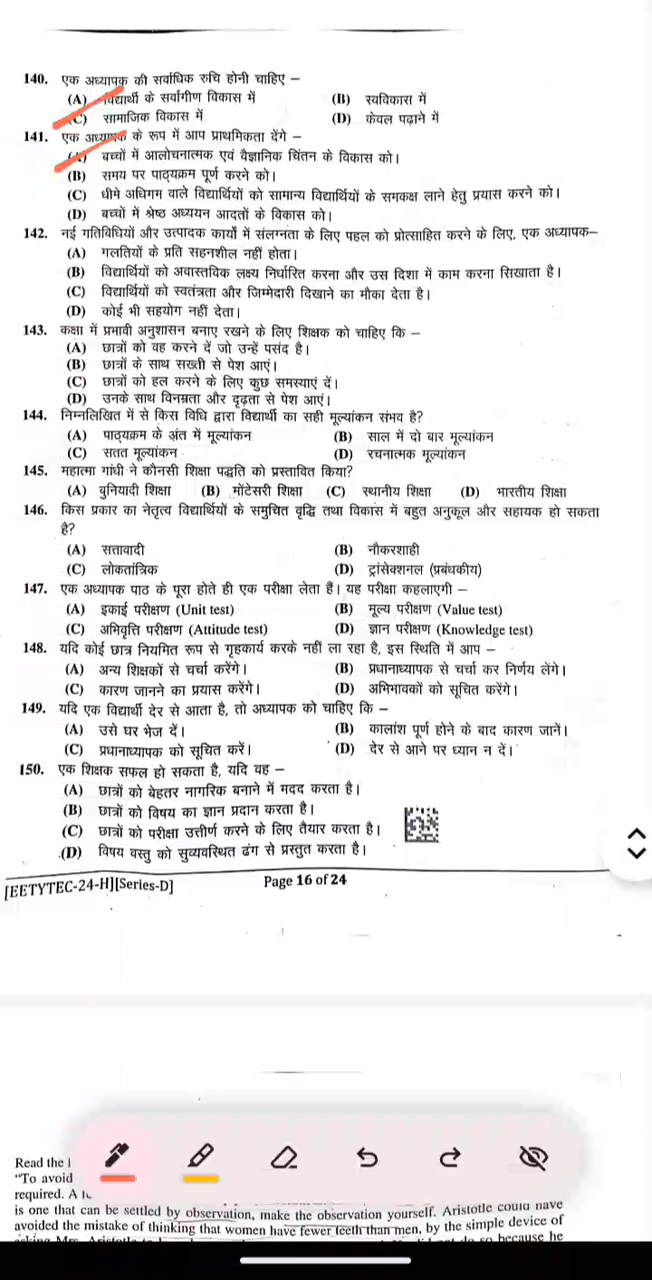 140. एक अध्यापक की सर्वाधिक रुचि होनी चाहिए –
(A) विद्यार्थी के सर्वांगीण विकास में (B) स्वविकास में
(C) सामाजिक विकास में (D) केवल पढ़ाने में
141. एक अध्यापक के रूप में आप प्राथमिकता देंगे –
(A) बच्चों में आलोचनात्मक एवं वैज्ञानिक चिंतन के विकास को।
(B) समय पर पाठ्यक्रम पूर्ण करने को।
(C) धीमे अधिगम वाले विद्यार्थियों को सामान्य विद्यार्थियों के समकक्ष लाने हेतु प्रयास करने को।
(D) बच्चों में श्रेष्ठ अध्ययन आदतों के विकास को।
142. नई गतिविधियों और उत्पादक कार्यों में संलग्नता के लिए पहल को प्रोत्साहित करने के लिए, एक अध्यापक–
(A) गलतियों के प्रति सहनशील नहीं होता।
(B) विद्यार्थियों को अवास्तविक लक्ष्य निर्धारित करना और उस दिशा में काम करना सिखाता है।
(C) विद्यार्थियों को स्वतंत्रता और जिम्मेदारी दिखाने का मौका देता है।
(D) कोई भी सहयोग नहीं देता।
143. कक्षा में प्रभावी अनुशासन बनाए रखने के लिए शिक्षक को चाहिए कि –
(A) छात्रों को वह करने दें जो उन्हें पसंद है।
(B) छात्रों के साथ सख्ती से पेश आएं।
(C) छात्रों को हल करने के लिए कुछ समस्याएं दें।
(D) उनके साथ विनम्रता और दृढ़ता से पेश आएं।
144. निम्नलिखित में से किस विधि द्वारा विद्यार्थी का सही मूल्यांकन संभव है?
(A) पाठ्यक्रम के अंत में मूल्यांकन (B) साल में दो बार मूल्यांकन
(C) सतत मूल्यांकन (D) रचनात्मक मूल्यांकन
145. महात्मा गांधी ने कौनसी शिक्षा पद्धति को प्रस्तावित किया?
(A) बुनियादी शिक्षा (B) मोंटेसरी शिक्षा (C) स्थानीय शिक्षा (D) भारतीय शिक्षा
146. किस प्रकार का नेतृत्व विद्यार्थियों के समुचित वृद्धि तथा विकास में बहुत अनुकूल और सहायक हो सकता
है?
(A) सत्तावादी (B) नौकरशाही
(C) लोकतांत्रिक (D) ट्रांसेक्शनल (प्रबंधकीय)
147. एक अध्यापक पाठ के पूरा होते ही एक परीक्षा लेता हैं। यह परीक्षा कहलाएगी –
(A) इकाई परीक्षण (Unit test) (B) मूल्य परीक्षण (Value test)
(C) अभिवृत्ति परीक्षण (Attitude test) (D) ज्ञान परीक्षण (Knowledge test)
148. यदि कोई छात्र नियमित रूप से गृहकार्य करके नहीं ला रहा है, इस स्थिति में आप –
(A) अन्य शिक्षकों से चर्चा करेंगे। (B) प्रधानाध्यापक से चर्चा कर निर्णय लेंगे।
(C) कारण जानने का प्रयास करेंगे। (D) अभिभावकों को सूचित करेंगे।
149. यदि एक विद्यार्थी देर से आता है, तो अध्यापक को चाहिए कि –
(A) उसे घर भेज दें। (B) कालांश पूर्ण होने के बाद कारण जानें।
(C) प्रधानाध्यापक को सूचित करें। (D) देर से आने पर ध्यान न दें।
150. एक शिक्षक सफल हो सकता है, यदि वह –
(A) छात्रों को बेहतर नागरिक बनाने में मदद करता है।
(B) छात्रों को विषय का ज्ञान प्रदान करता है।
(C) छात्रों को परीक्षा उत्तीर्ण करने के लिए तैयार करता है।
(D) विषय वस्तु को सुव्यवस्थित ढंग से प्रस्तुत करता है।
[EETYTEC-24-H][Series-D] Page 16 of 24
Read the
"To avoid
required. A
is one that can be settled by observation, make the observation yourself. Aristotle could have
avoided the mistake of thinking that women have fewer teeth than men, by the simple device of
because he